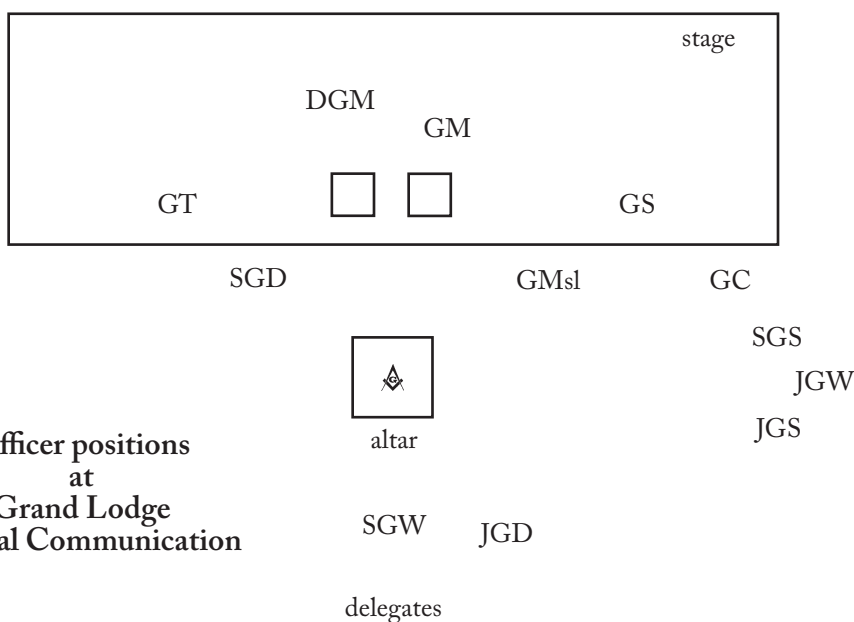 stage
DGM
GM
GT
GS
SGD
GMsl
GC
SGS
JGW
JGS
G
altar
fficer positions
at
Grand Lodge
al Communication
SGW
JGD
delegates